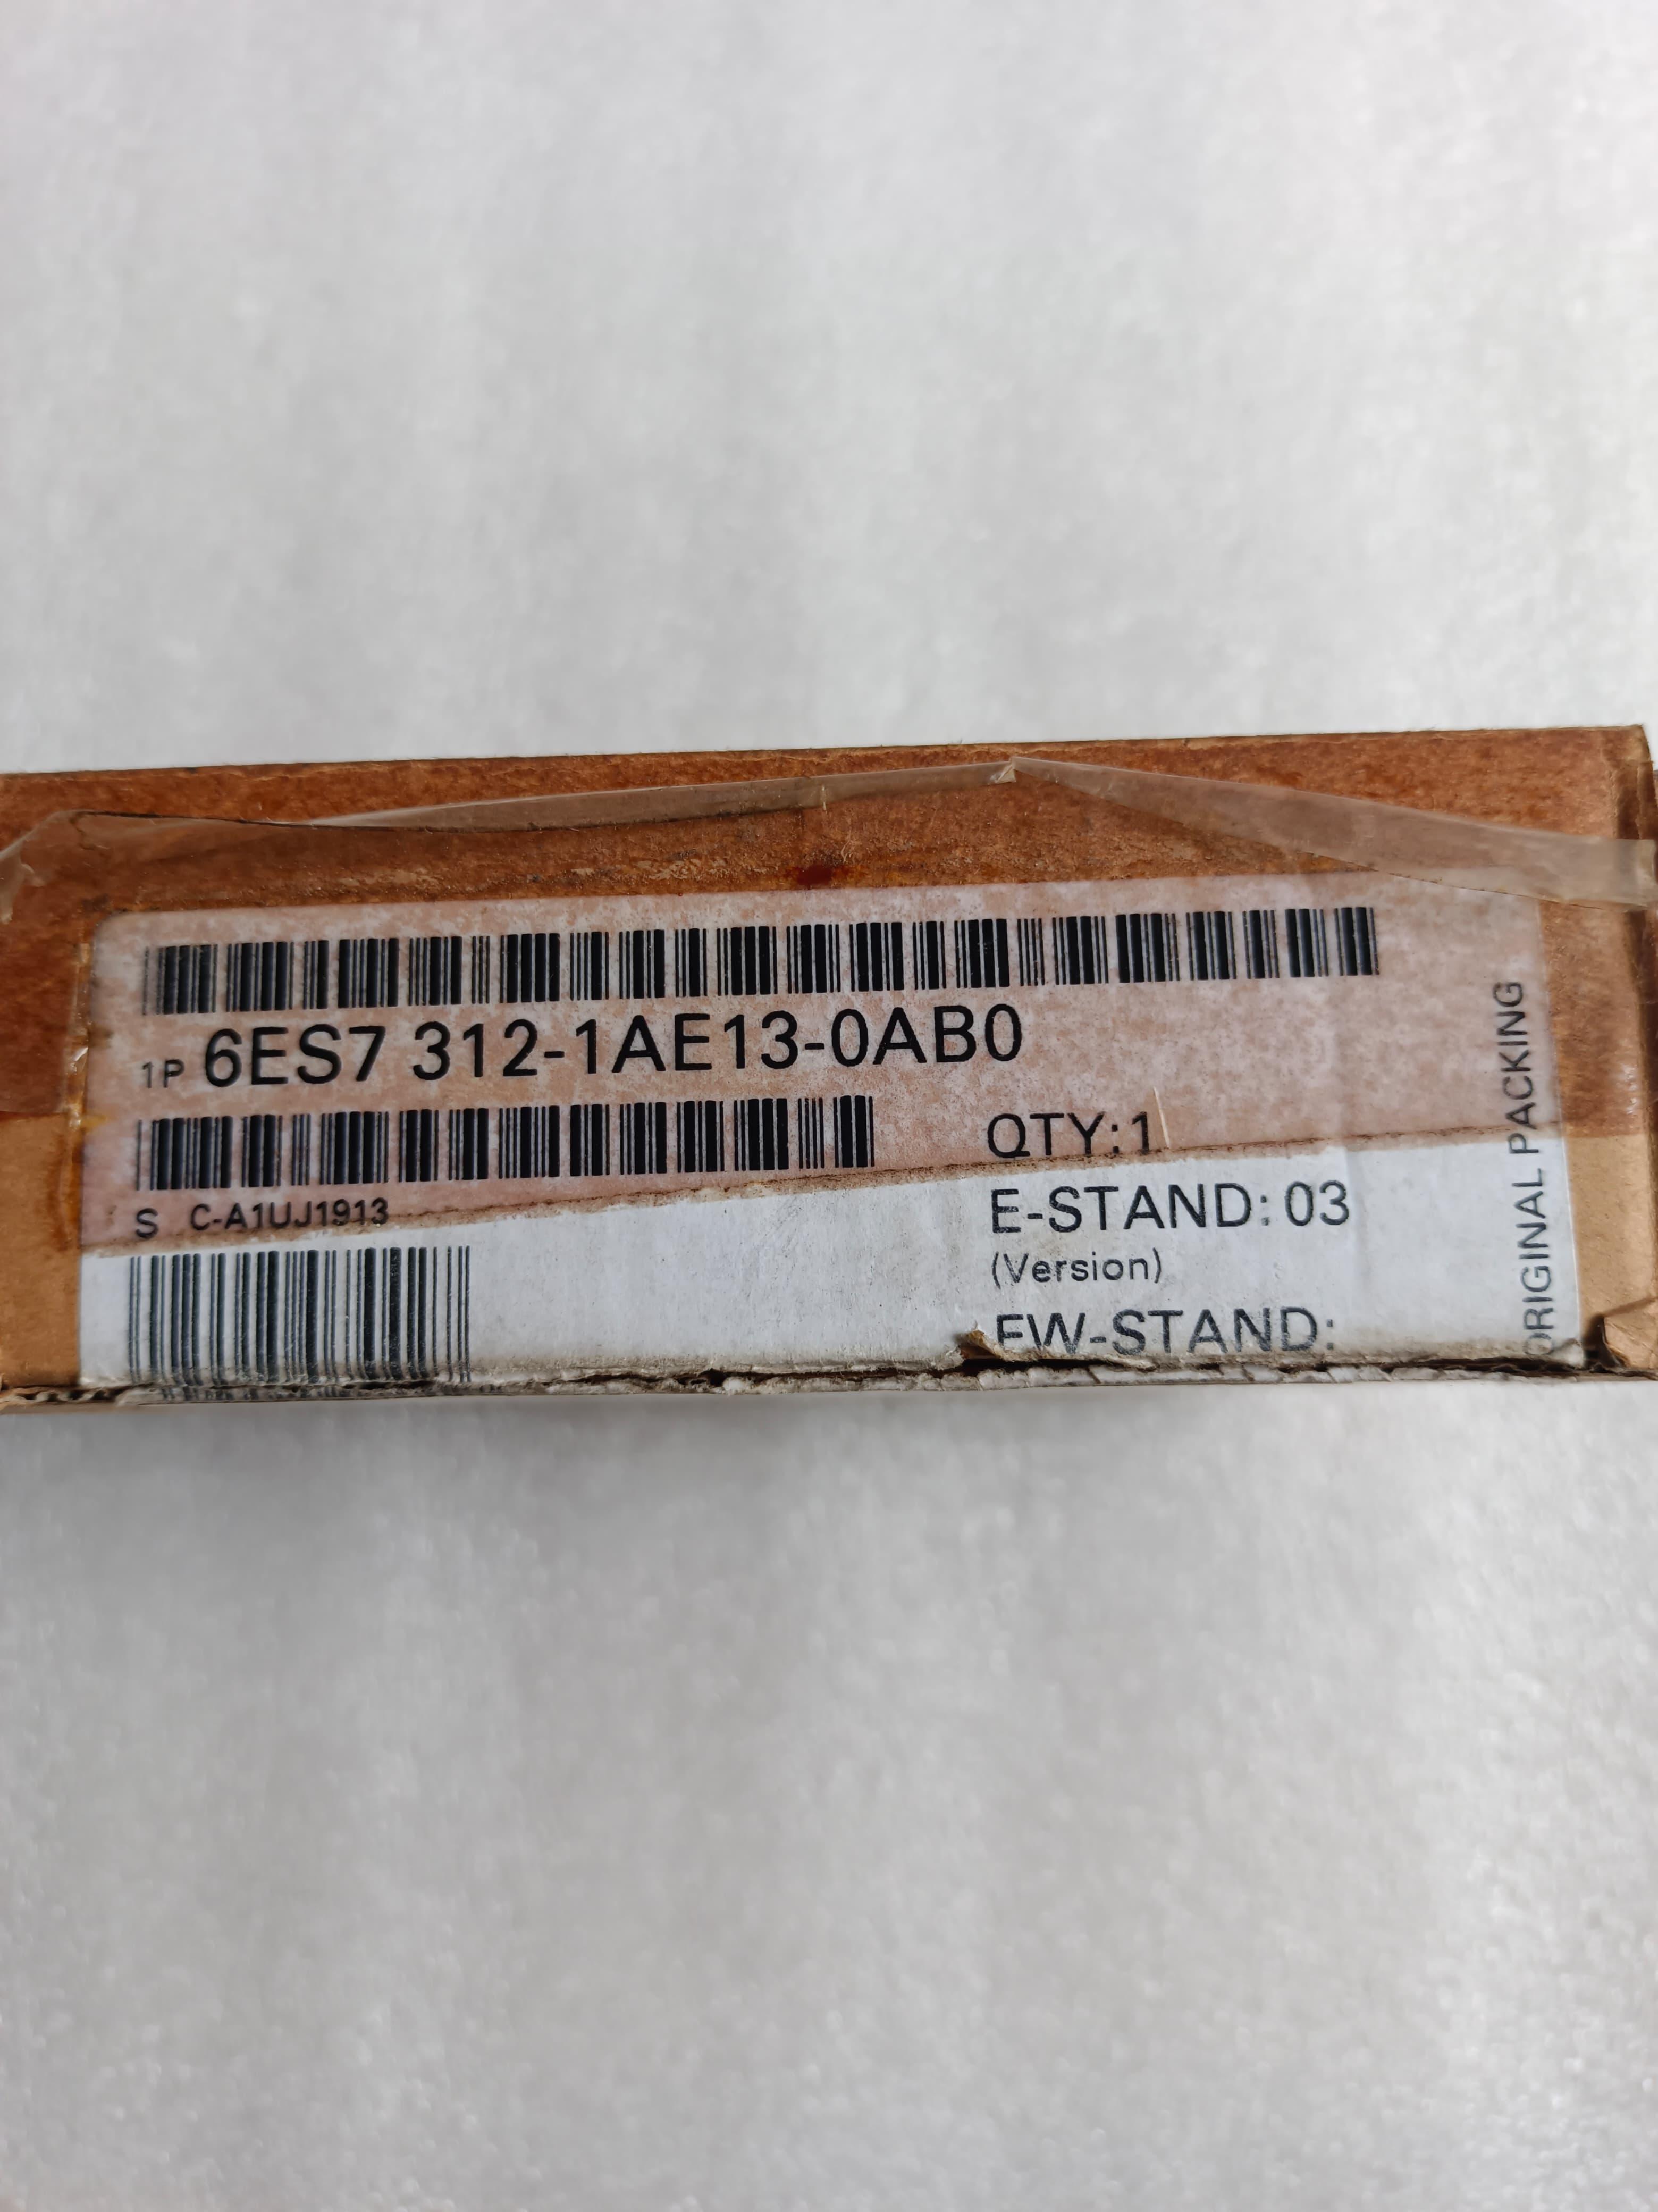 1P 6ES7 312-1AE13-0AB0
S C-A1UJ1913
QTY:1
E-STAND: 03
(Version)
FW-STAND:
ORIGINAL PACKING